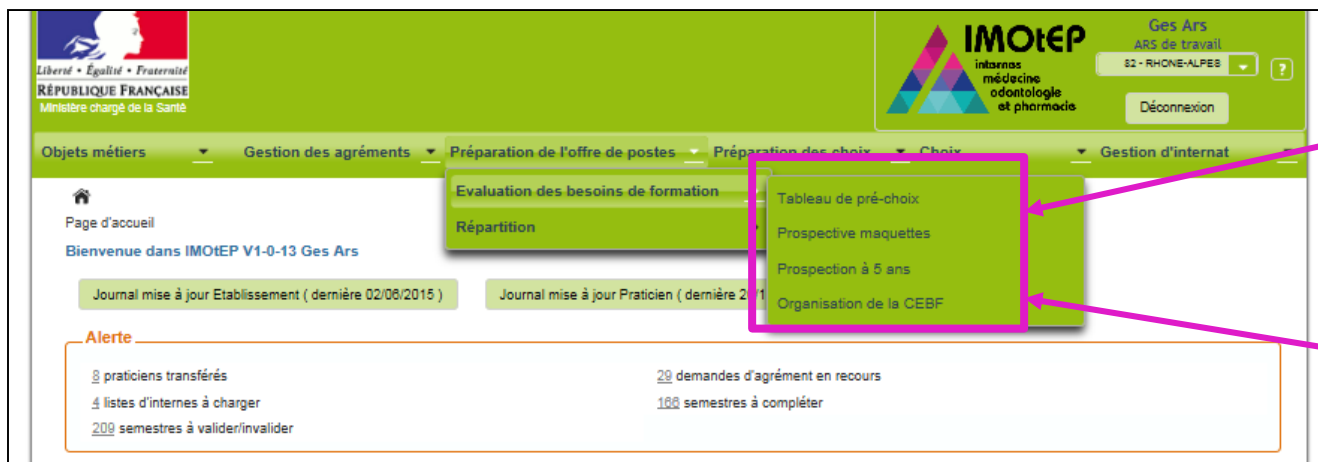 Liberté • Égalité • Fraternité
RÉPUBLIQUE FRANÇAISE
Ministère chargé de la Santé
IMOtEP
internes
médecine
odontologie
et pharmacie
Ges Ars
ARS de travail
82 - RHONE-ALPES
?
Déconnexion
Objets métiers Gestion des agréments Préparation de l'offre de postes Préparation des choix Choix Gestion d'internat
Evaluation des besoins de formation
Répartition
Tableau de pré-choix
Prospective maquettes
Prospection à 5 ans
Organisation de la CEBF
Page d'accueil
Bienvenue dans IMOtEP V1-0-13 Ges Ars
Journal mise à jour Etablissement ( dernière 02/06/2015 ) Journal mise à jour Praticien ( dernière
Alerte
8 praticiens transférés 29 demandes d'agrément en recours
4 listes d'internes à charger 166 semestres à compléter
209 semestres à valider/invalider